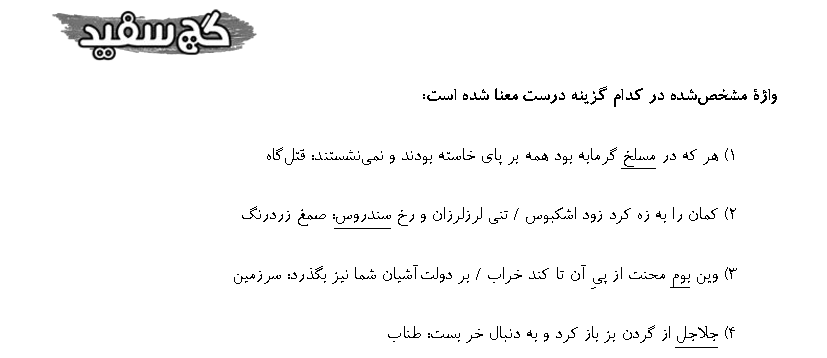 گچ سفید
واژهٔ مشخص‌شده در کدام گزینه درست معنا شده است:
۱) هر که در مسلخ گرمابه بود همه بر پای خاسته بودند و نمی‌نشستند: قتل‌گاه
۲) کمان را به زه کرد زود اشکبوس / تنی لرزلرزان و رخ سندروس: صمغ زردرنگ
۳) وین بوم محنت از پیِ آن تا کند خراب / بر دولت آشیان شما نیز بگذرد: سرزمین
۴) جلاجل از گردن بز باز کرد و به دنبال خر بست: طناب